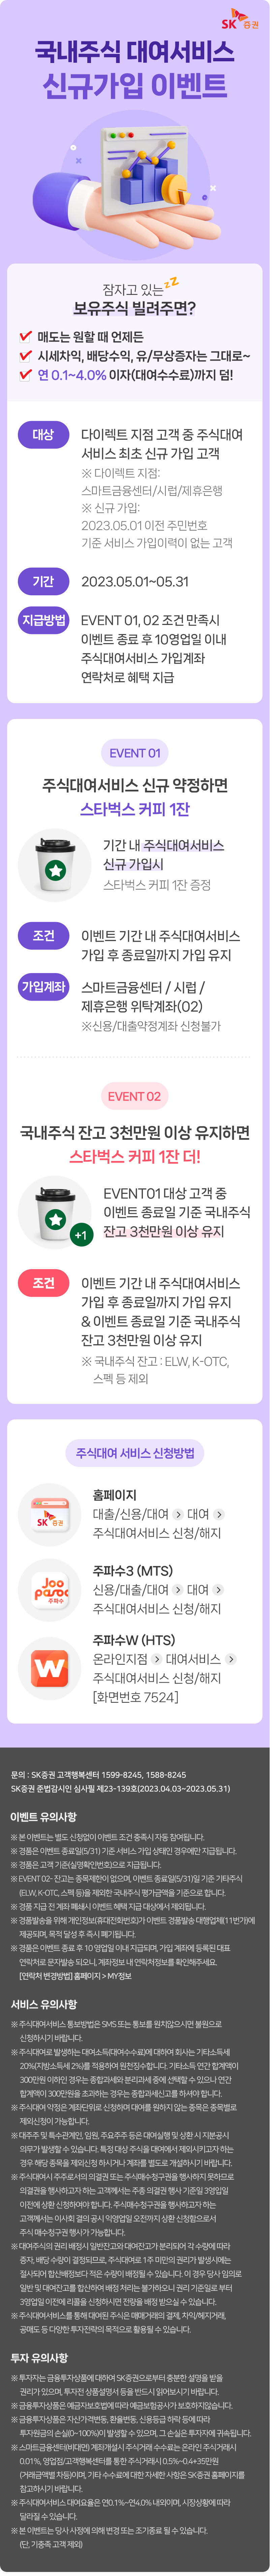 SK증권
국내주식 대여서비스
신규가입 이벤트
잠자고 있는 zzZ
보유주식 빌려주면?
매도는 원할 때 언제든
시세차익, 배당수익, 유/무상증자는 그대로~
연 0.1~4.0% 이자(대여수수료)까지 덤!
대상
다이렉트 지점 고객 중 주식대여
서비스 최초 신규 가입 고객
※ 다이렉트 지점:
스마트금융센터/시럽/제휴은행
※ 신규 가입:
2023.05.01 이전 주민번호
기준 서비스 가입이력이 없는 고객
기간
2023.05.01~05.31
지급방법
EVENT 01, 02 조건 만족시
이벤트 종료 후 10영업일 이내
주식대여서비스 가입계좌
연락처로 혜택 지급
EVENT 01
주식대여서비스 신규 약정하면
스타벅스 커피 1잔
기간 내 주식대여서비스
신규 가입시
스타벅스 커피 1잔 증정
조건
이벤트 기간 내 주식대여서비스
가입 후 종료일까지 가입 유지
가입계좌
스마트금융센터 / 시럽 /
제휴은행 위탁계좌(02)
※신용/대출약정계좌 신청불가
EVENT 02
국내주식 잔고 3천만원 이상 유지하면
스타벅스 커피 1잔 더!
EVENT01 대상 고객 중
이벤트 종료일 기준 국내주식
잔고 3천만원 이상 유지
+1
조건
이벤트 기간 내 주식대여서비스
가입 후 종료일까지 가입 유지
& 이벤트 종료일 기준 국내주식
잔고 3천만원 이상 유지
※ 국내주식 잔고 : ELW, K-OTC,
스펙 등 제외
주식대여 서비스 신청방법
SK증권
홈페이지
대출/신용/대여 > 대여 >
주식대여서비스 신청/해지
Joo
pasoo
주파수
주파수3 (MTS)
신용/대출/대여 > 대여 >
주식대여서비스 신청/해지
W
주파수W (HTS)
온라인지점 > 대여서비스 >
주식대여서비스 신청/해지
[화면번호 7524]
문의 : SK증권 고객행복센터 1599-8245, 1588-8245
SK증권 준법감시인 심사필 제23-139호(2023.04.03~2023.05.31)
이벤트 유의사항
※ 본 이벤트는 별도 신청없이 이벤트 조건 충족시 자동 참여됩니다.
※ 경품은 이벤트 종료일(5/31) 기준 서비스 가입 상태인 경우에만 지급됩니다.
※ 경품은 고객 기준(실명확인번호)으로 지급됩니다.
※ EVENT 02- 잔고는 종목제한이 없으며, 이벤트 종료일(5/31)일 기준 기타주식
(ELW, K-OTC, 스펙 등)을 제외한 국내주식 평가금액을 기준으로 합니다.
※ 경품 지급 전 계좌 폐쇄시 이벤트 혜택 지급 대상에서 제외됩니다.
※ 경품발송을 위해 개인정보(휴대전화번호)가 이벤트 경품발송 대행업체(11번가)에
제공되며, 목적 달성 후 즉시 폐기됩니다.
※ 경품은 이벤트 종료 후 10 영업일 이내 지급되며, 가입 계좌에 등록된 대표
연락처로 문자발송 되오니, 계좌정보 내 연락처정보를 확인해주세요.
[연락처 변경방법] 홈페이지 > MY정보
서비스 유의사항
※ 주식대여서비스 통보방법은 SMS 또는 통보를 원치않으시면 불원으로
신청하시기 바랍니다.
※ 주식대여로 발생하는 대여소득(대여수수료)에 대하여 회사는 기타소득세
20%(지방소득세 2%)를 적용하여 원천징수합니다. 기타소득 연간 합계액이
300만원 이하인 경우는 종합과세와 분리과세 중에 선택할 수 있으나 연간
합계액이 300만원을 초과하는 경우는 종합과세신고를 하셔야 합니다.
※ 주식대여 약정은 계좌단위로 신청하며 대여를 원하지 않는 종목은 종목별로
제외신청이 가능합니다.
※ 대주주 및 특수관계인, 임원, 주요주주 등은 대여실행 및 상환 시 지분공시
의무가 발생할 수 있습니다. 특정 대상 주식을 대여에서 제외시키고자 하는
경우 해당 종목을 제외신청 하시거나 계좌를 별도로 개설하시기 바랍니다.
※ 주식대여시 주주로서의 의결권 또는 주식매수청구권을 행사하지 못하므로
의결권을 행사하고자 하는 고객께서는 주총 의결권 행사 기준일 3영업일
이전에 상환 신청하여야 합니다. 주식매수청구권을 행사하고자 하는
고객께서는 이사회 결의 공시 익영업일 오전까지 상환 신청함으로서
주식 매수청구권 행사가 가능합니다.
※ 대여주식의 권리 배정시 일반잔고와 대여잔고가 분리되어 각 수량에 따라
증자, 배당 수량이 결정되므로, 주식대여로 1주 미만의 권리가 발생시에는
절사되어 합산배정보다 적은 수량이 배정될 수 있습니다. 이 경우 당사 임의로
일반 및 대여잔고를 합산하여 배정 처리는 불가하오니 권리 기준일로 부터
3영업일 이전에 리콜을 신청하시면 전량을 배정 받으실 수 있습니다.
※ 주식대여서비스를 통해 대여된 주식은 매매거래의 결제, 차익/헤지거래,
공매도 등 다양한 투자전략의 목적으로 활용될 수 있습니다.
투자 유의사항
※ 투자자는 금융투자상품에 대하여 SK증권으로부터 충분한 설명을 받을
권리가 있으며, 투자전 상품설명서 등을 반드시 읽어보시기 바랍니다.
※ 금융투자상품은 예금자보호법에 따라 예금보험공사가 보호하지않습니다.
※ 금융투자상품은 자산가격변동, 환율변동, 신용등급 하락 등에 따라
투자원금의 손실(0~100%)이 발생할 수 있으며, 그 손실은 투자자에 귀속됩니다.
※ 스마트금융센터(비대면) 계좌개설시 주식거래 수수료는 온라인 주식거래시
0.01%, 영업점/고객행복센터를 통한 주식거래시 0.5%~0.4+35만원
(거래금액별 차등)이며, 기타 수수료에 대한 자세한 사항은 SK증권 홈페이지를
참고하시기 바랍니다.
※ 주식대여서비스 대여요율은 연0.1%~연4.0% 내외이며, 시장상황에 따라
달라질 수 있습니다.
※ 본 이벤트는 당사 사정에 의해 변경 또는 조기종료 될 수 있습니다.
(단, 기충족 고객 제외)